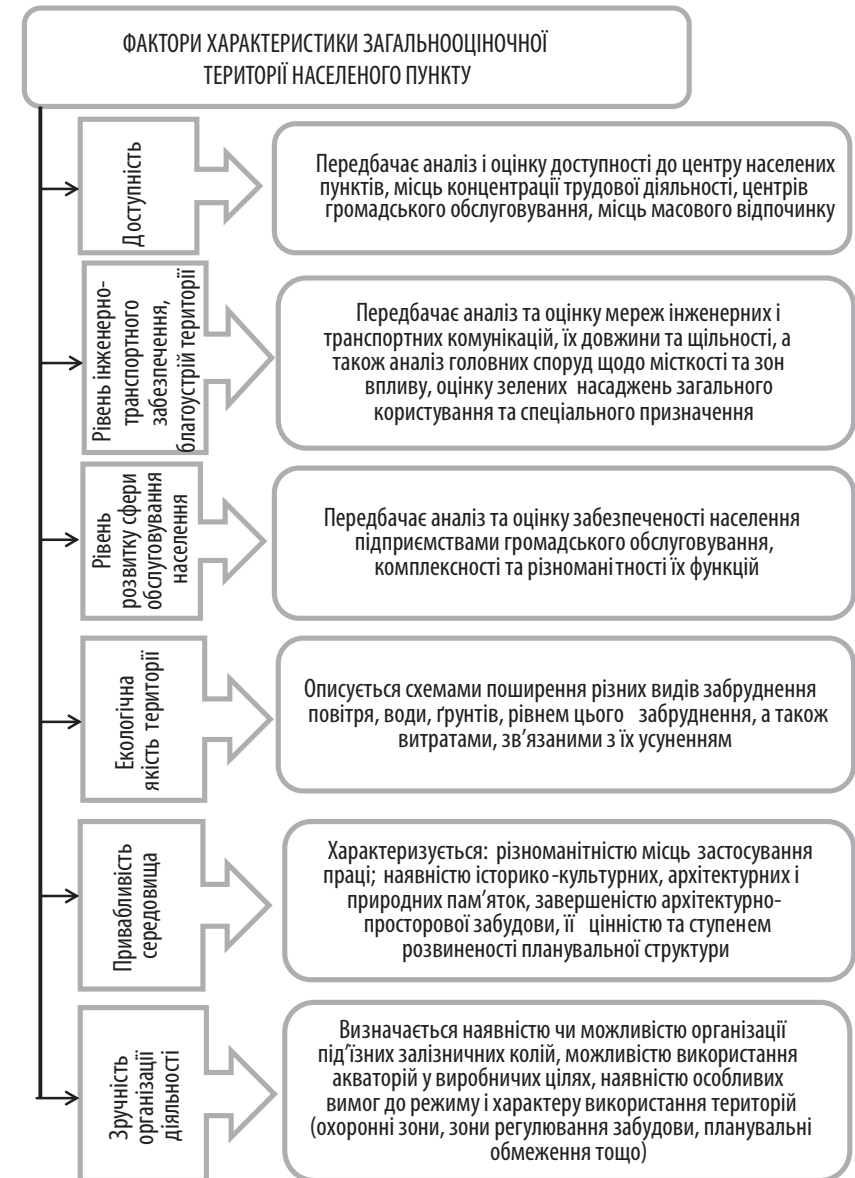 ФАКТОРИ ХАРАКТЕРИСТИКИ ЗАГАЛЬНООЦІНОЧНОЇ
ТЕРИТОРІЇ НАСЕЛЕНОГО ПУНКТУ
Доступність
Передбачає аналіз і оцінку доступності до центру населених
пунктів, місць концентрації трудової діяльності, центрів
громадського обслуговування, місць масового відпочинку
Рівень інженерно-
транспортного
забезпечення,
благоустрій території
Передбачає аналіз та оцінку мереж інженерних і
транспортних комунікацій, їх довжини та щільності, а
також аналіз головних споруд щодо місткості та зон
впливу, оцінку зелених насаджень загального
користування та спеціального призначення
Рівень
розвитку сфери
обслуговування
населення
Передбачає аналіз та оцінку забезпеченості населення
підприємствами громадського обслуговування,
комплексності та різноманітності їх функцій
Екологічна
якість території
Описується схемами поширення різних видів забруднення
повітря, води, ґрунтів, рівнем цього забруднення, а також
витратами, зв’язаними з їх усуненням
Привабливість
середовища
Характеризується: різноманітністю місць застосування
праці; наявністю історико-культурних, архітектурних і
природних пам’яток, завершеністю архітектурно-
просторової забудови, її цінністю та ступенем
розвиненості планувальної структури
Зручність
організації
діяльності
Визначається наявністю чи можливістю організації
під’їзних залізничних колій, можливістю використання
акваторій у виробничих цілях, наявністю особливих
вимог до режиму і характеру використання територій
(охоронні зони, зони регулювання забудови, планувальні
обмеження тощо)